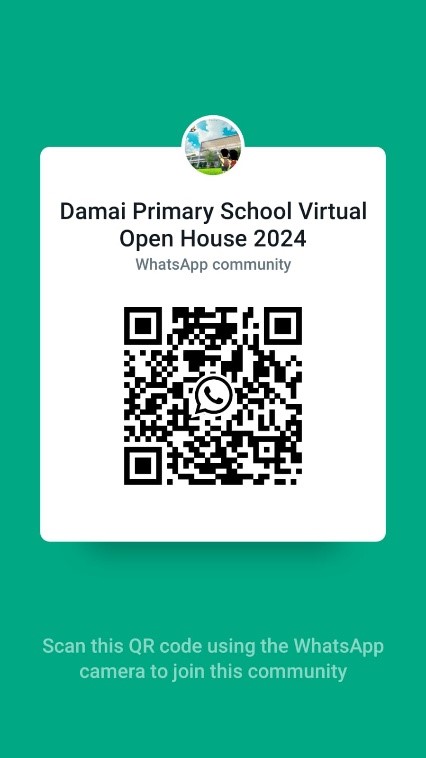 Damai Primary School Virtual
Open House 2024
WhatsApp community
Scan this QR code using the WhatsApp
camera to join this community